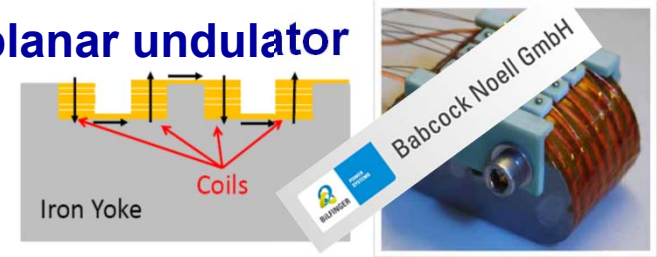 planar undulator
Coils
Iron Yoke
Babcock Noell GmbH
BILFINGER
POWER
SYSTEMS